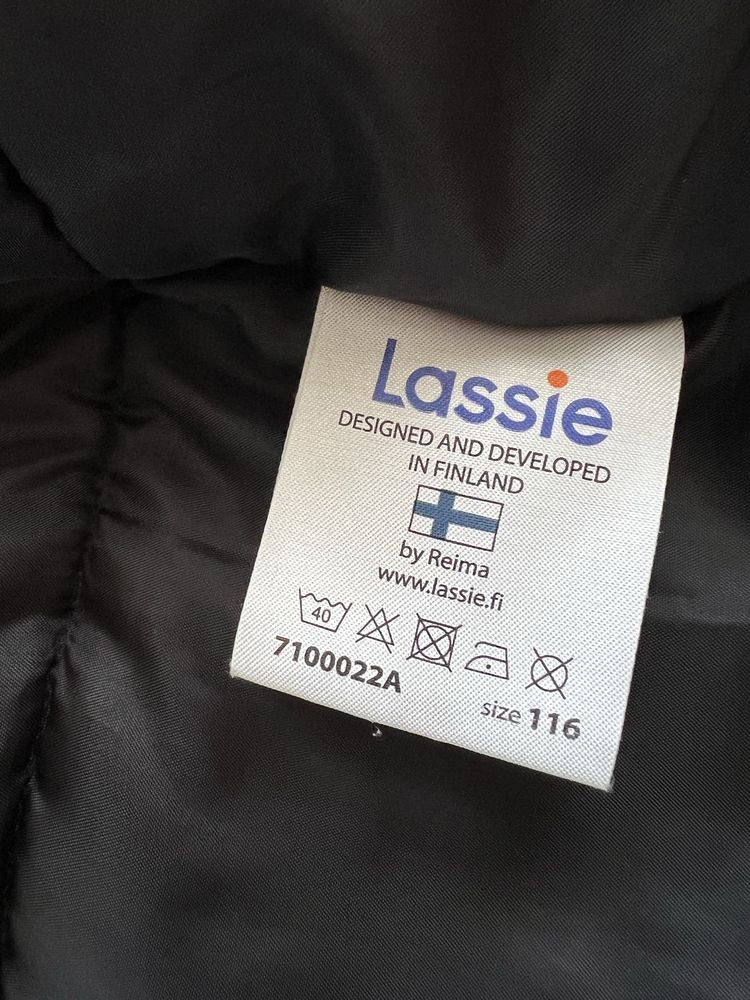 Lassie
DESIGNED AND DEVELOPED
IN FINLAND
by Reima
www.lassie.fi
40
7100022A
size 116